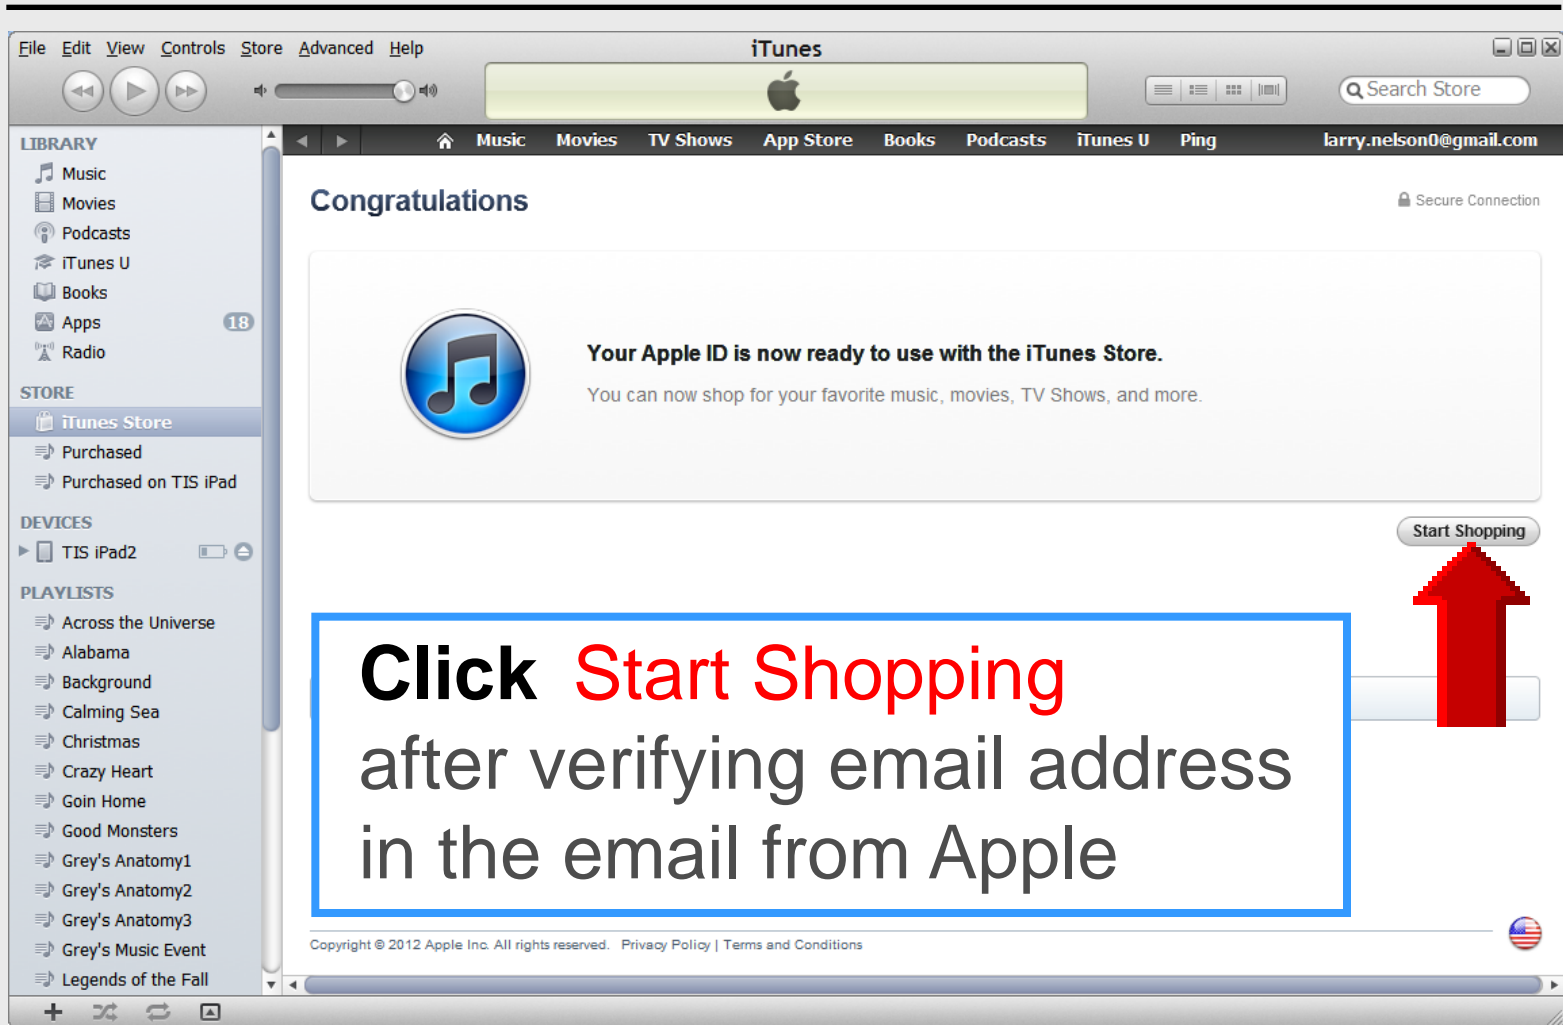 File Edit View Controls Store Advanced Help
iTunes
Search Store
LIBRARY
Music
Movies
Podcasts
iTunes U
Books
Apps 18
Radio
STORE
iTunes Store
Purchased
Purchased on TIS iPad
DEVICES
TIS iPad2
PLAYLISTS
Across the Universe
Alabama
Background
Calming Sea
Christmas
Crazy Heart
Goin Home
Good Monsters
Grey's Anatomy1
Grey's Anatomy2
Grey's Anatomy3
Grey's Music Event
Legends of the Fall
Music Movies TV Shows App Store Books Podcasts iTunes U Ping larry.nelson0@gmail.com
Congratulations
Secure Connection
Your Apple ID is now ready to use with the iTunes Store.
You can now shop for your favorite music, movies, TV Shows, and more.
Start Shopping
Click Start Shopping
after verifying email address
in the email from Apple
Copyright © 2012 Apple Inc. All rights reserved. Privacy Policy | Terms and Conditions